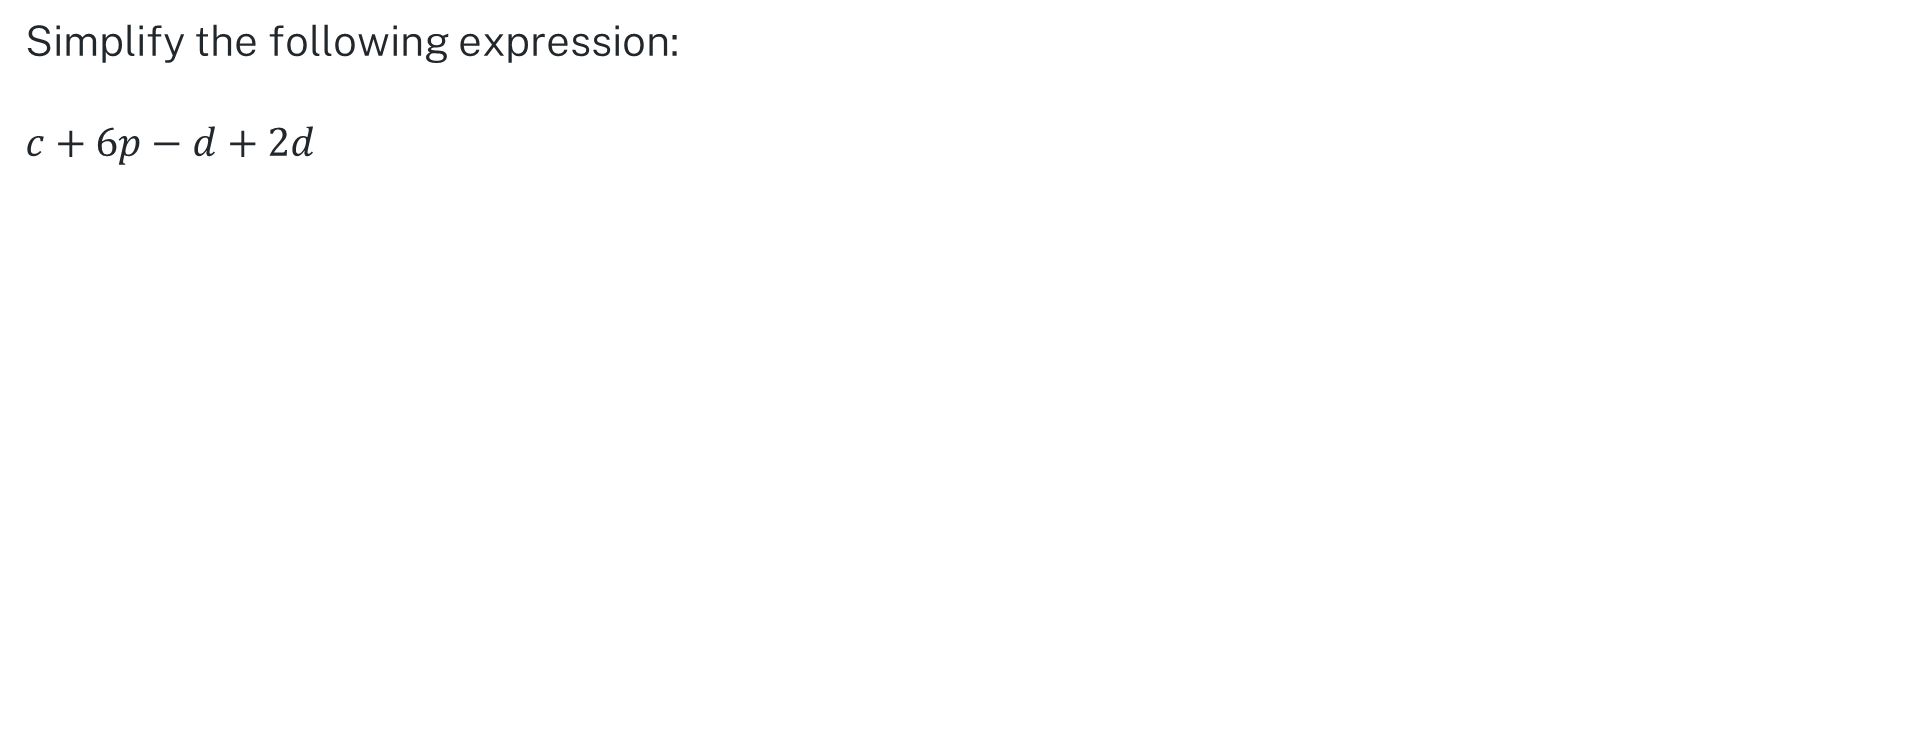 Simplify the following expression:
c + 6p − d + 2d